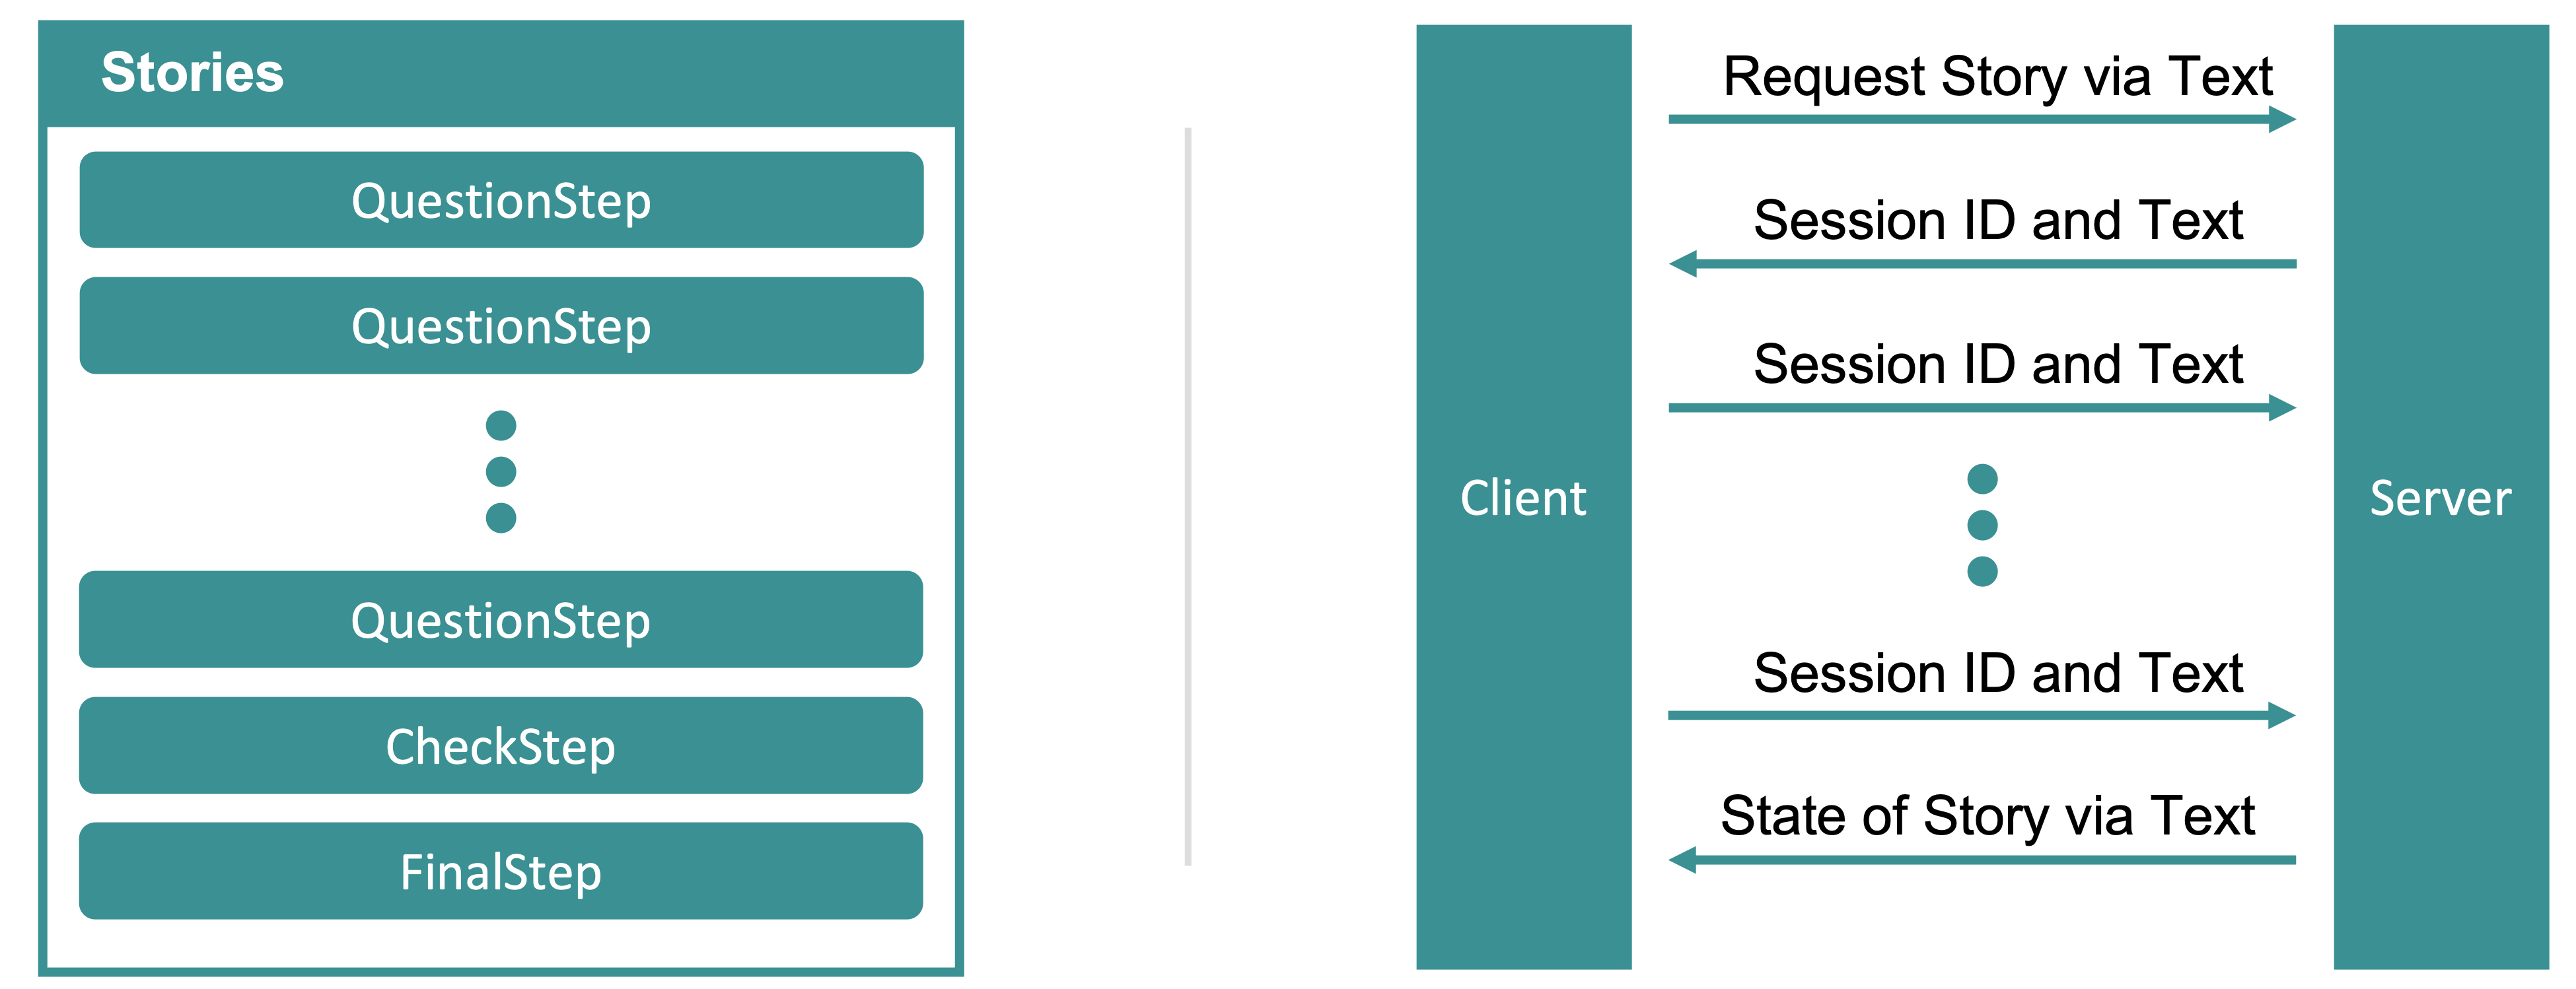 Stories
QuestionStep
QuestionStep
QuestionStep
CheckStep
FinalStep
Client
Request Story via Text
Session ID and Text
Session ID and Text
Session ID and Text
State of Story via Text
Server